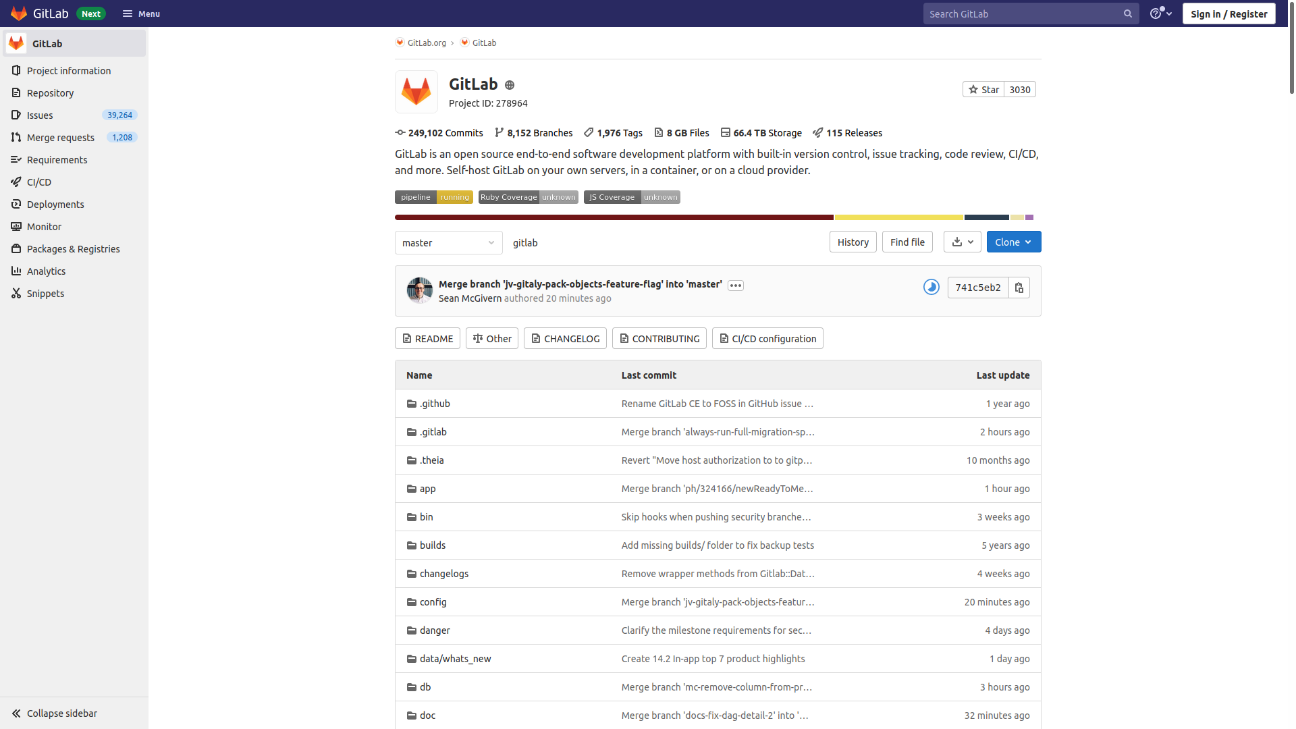 GitLab Next Menu Search GitLab Sign in / Register
GitLab
Project information
Repository
Issues 39,264
Merge requests 1,208
Requirements
CI/CD
Deployments
Monitor
Packages & Registries
Analytics
Snippets
Collapse sidebar
GitLab.org › GitLab
GitLab
Project ID: 278964
Star 3030
249,102 Commits 8,152 Branches 1,976 Tags 8 GB Files 66.4 TB Storage 115 Releases
GitLab is an open source end-to-end software development platform with built-in version control, issue tracking, code review, CI/CD,
and more. Self-host GitLab on your own servers, in a container, or on a cloud provider.
pipeline running Ruby Coverage unknown JS Coverage unknown
master gitlab History Find file Clone
Merge branch 'jv-gitaly-pack-objects-feature-flag' into 'master'
Sean McGivern authored 20 minutes ago
741c5eb2
README Other CHANGELOG CONTRIBUTING CI/CD configuration
Name Last commit Last update
.github Rename GitLab CE to FOSS in GitHub issue … 1 year ago
.gitlab Merge branch 'always-run-full-migration-sp… 2 hours ago
.theia Revert "Move host authorization to to gitp… 10 months ago
app Merge branch 'ph/324166/newReadyToMe… 1 hour ago
bin Skip hooks when pushing security branche… 3 weeks ago
builds Add missing builds/ folder to fix backup tests 5 years ago
changelogs Remove wrapper methods from Gitlab::Dat… 4 weeks ago
config Merge branch 'jv-gitaly-pack-objects-featur… 20 minutes ago
danger Clarify the milestone requirements for sec… 4 days ago
data/whats_new Create 14.2 In-app top 7 product highlights 1 day ago
db Merge branch 'mc-remove-column-from-pr… 3 hours ago
doc Merge branch 'docs-fix-dag-detail-2' into '… 32 minutes ago